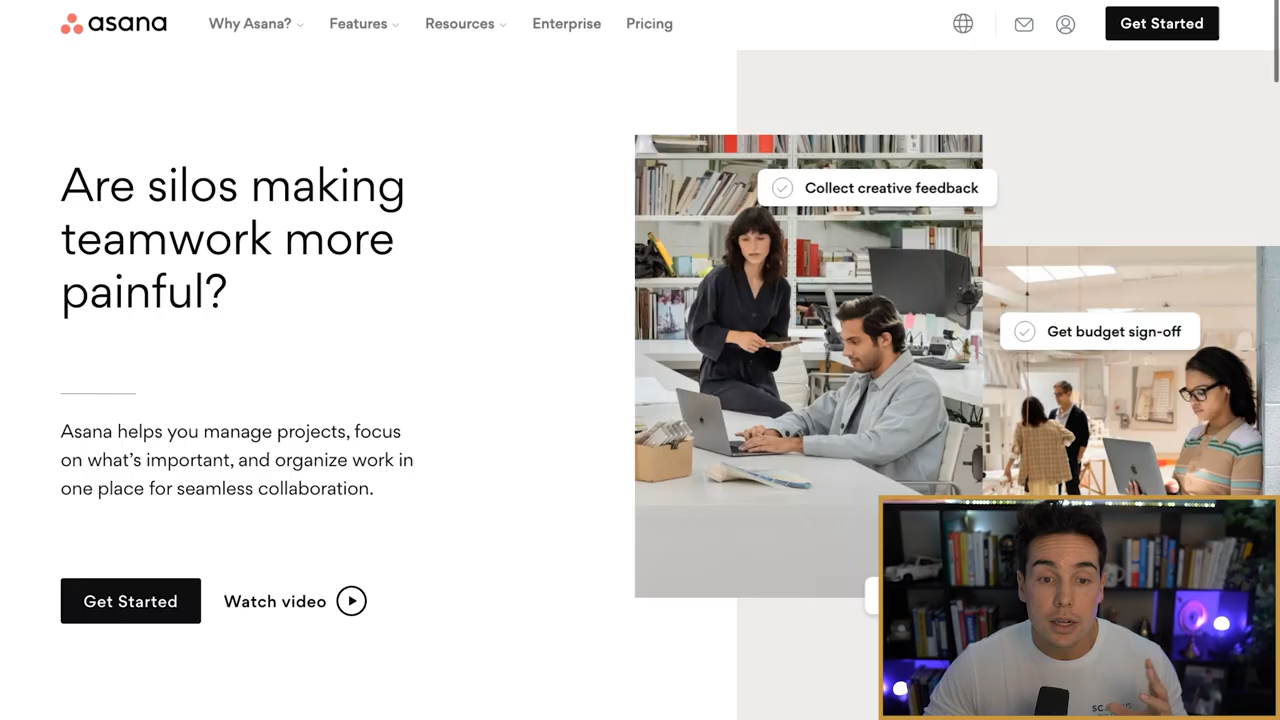 asana
Why Asana?
Features
Resources
Enterprise
Pricing
Get Started
Are silos making
teamwork more
painful?
Collect creative feedback
Get budget sign-off
Asana helps you manage projects, focus
on what’s important, and organize work in
one place for seamless collaboration.
Get Started
Watch video